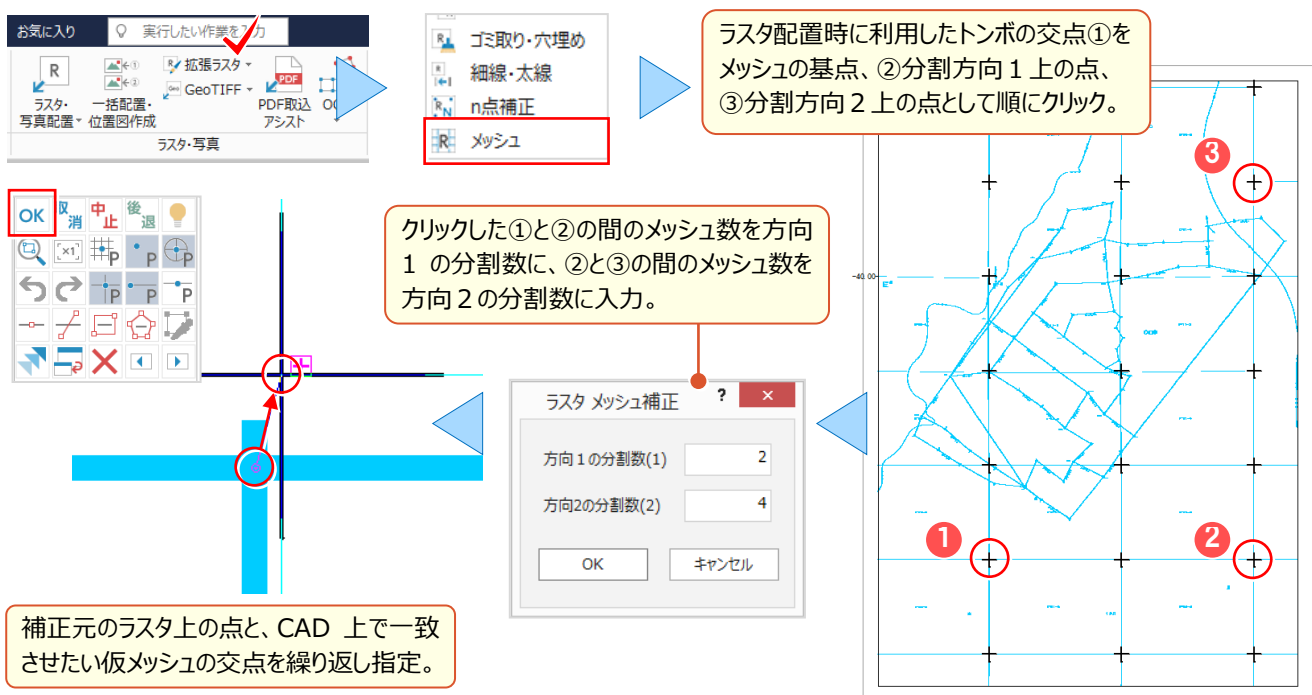 お気に入り
実行したい作業を入力
R
ラスタ・
写真配置
①
②
一括配置・
位置図作成
拡張ラスタ
GeoTIFF
PDF
PDF取込
アシスト
ラスタ・写真
ゴミ取り・穴埋め
細線・太線
n点補正
メッシュ
ラスタ配置時に利用したトンボの交点①を
メッシュの基点、②分割方向1上の点、
③分割方向2上の点として順にクリック。
OK
取消
中止
後退
[×1]
P
P
P
P
P
P
クリックした①と②の間のメッシュ数を方向
1 の分割数に、②と③の間のメッシュ数を
方向2の分割数に入力。
ラスタ メッシュ補正 ? ×
方向1の分割数(1) 2
方向2の分割数(2) 4
OK キャンセル
補正元のラスタ上の点と、CAD 上で一致
させたい仮メッシュの交点を繰り返し指定。
3
-40.00
1
2